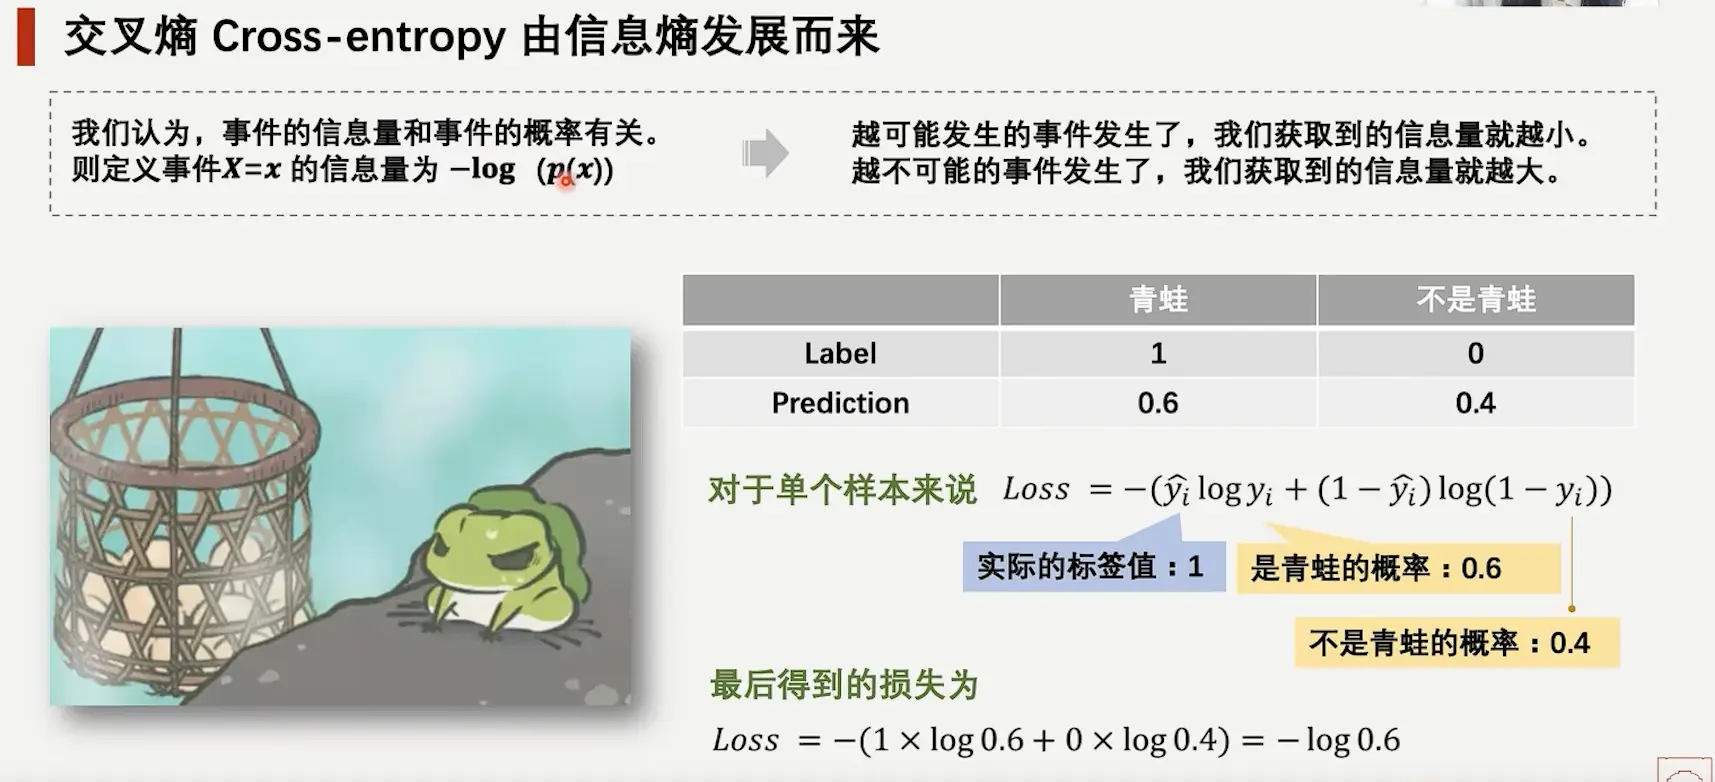 交叉熵 Cross-entropy 由信息熵发展而来
我们认为，事件的信息量和事件的概率有关。
则定义事件X=x 的信息量为 −log (p(x))
越可能发生的事件发生了，我们获取到的信息量就越小。
越不可能的事件发生了，我们获取到的信息量就越大。
青蛙 不是青蛙
Label 1 0
Prediction 0.6 0.4
对于单个样本来说 Loss = −(ŷᵢ log yᵢ + (1 − ŷᵢ) log(1 − yᵢ))
实际的标签值：1
是青蛙的概率：0.6
不是青蛙的概率：0.4
最后得到的损失为
Loss = −(1 × log 0.6 + 0 × log 0.4) = − log 0.6